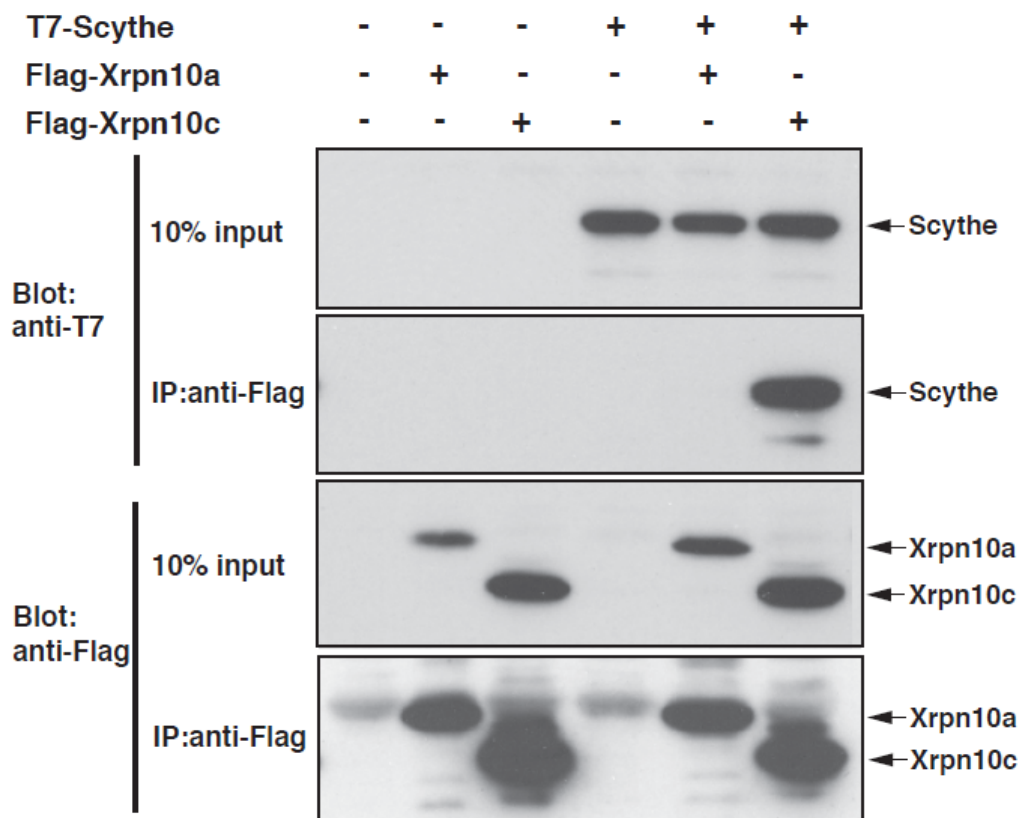 T7-Scythe - - - + + +
Flag-Xrpn10a - + - - + -
Flag-Xrpn10c - - + - - +
10% input
Scythe
Blot:
anti-T7
IP:anti-Flag
Scythe
10% input
Xrpn10a
Xrpn10c
Blot:
anti-Flag
IP:anti-Flag
Xrpn10a
Xrpn10c